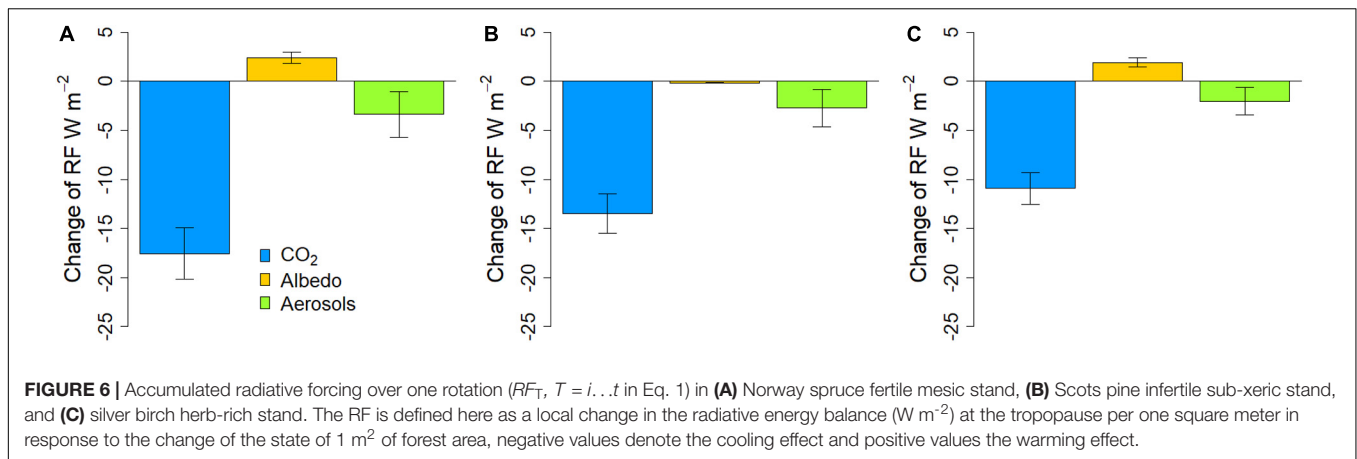 A
B
C
Change of RF W m⁻²
5
0
-5
-10
-15
-20
-25
CO₂
Albedo
Aerosols
Change of RF W m⁻²
5
0
-5
-10
-15
-20
-25
Change of RF W m⁻²
5
0
-5
-10
-15
-20
-25
FIGURE 6 | Accumulated radiative forcing over one rotation (RF_T, T = i…t in Eq. 1) in (A) Norway spruce fertile mesic stand, (B) Scots pine infertile sub-xeric stand,
and (C) silver birch herb-rich stand. The RF is defined here as a local change in the radiative energy balance (W m⁻²) at the tropopause per one square meter in
response to the change of the state of 1 m² of forest area, negative values denote the cooling effect and positive values the warming effect.